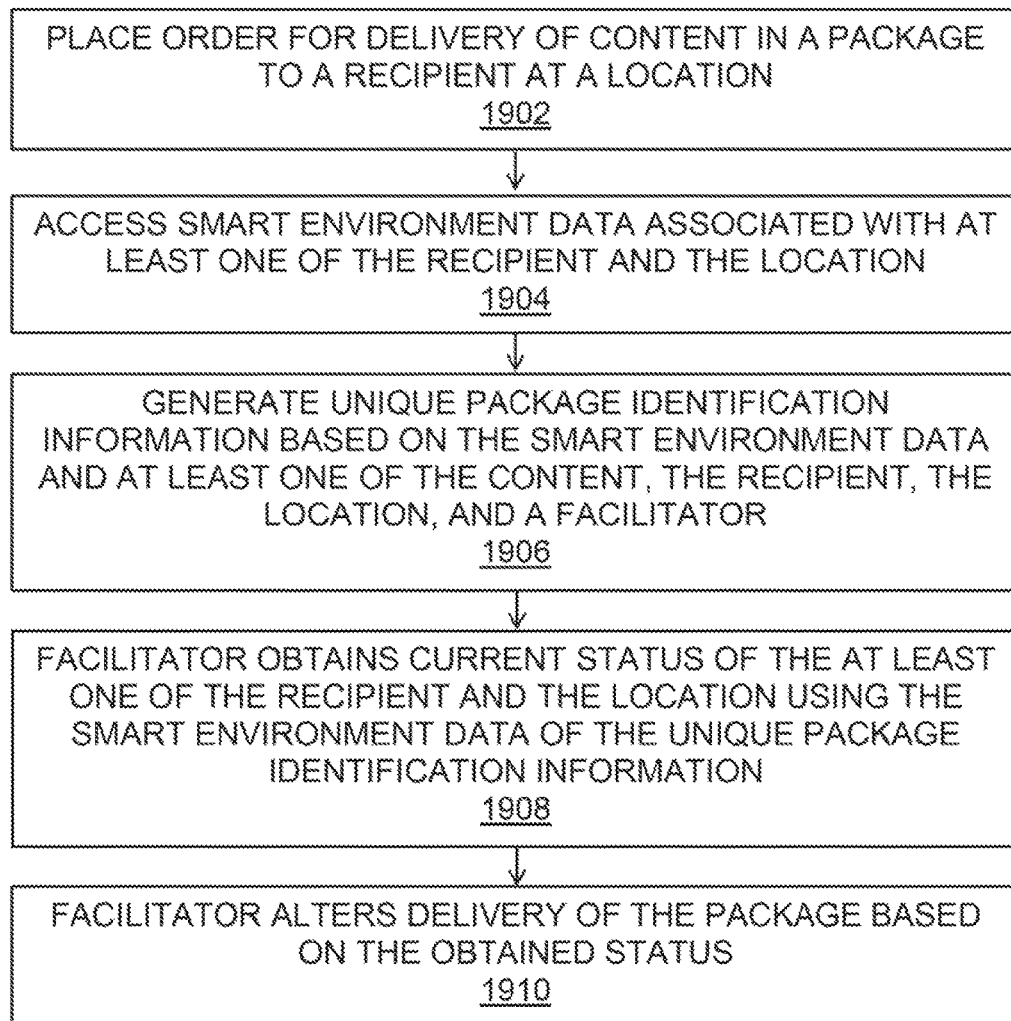 PLACE ORDER FOR DELIVERY OF CONTENT IN A PACKAGE
TO A RECIPIENT AT A LOCATION
1902
ACCESS SMART ENVIRONMENT DATA ASSOCIATED WITH AT
LEAST ONE OF THE RECIPIENT AND THE LOCATION
1904
GENERATE UNIQUE PACKAGE IDENTIFICATION
INFORMATION BASED ON THE SMART ENVIRONMENT DATA
AND AT LEAST ONE OF THE CONTENT, THE RECIPIENT, THE
LOCATION, AND A FACILITATOR
1906
FACILITATOR OBTAINS CURRENT STATUS OF THE AT LEAST
ONE OF THE RECIPIENT AND THE LOCATION USING THE
SMART ENVIRONMENT DATA OF THE UNIQUE PACKAGE
IDENTIFICATION INFORMATION
1908
FACILITATOR ALTERS DELIVERY OF THE PACKAGE BASED
ON THE OBTAINED STATUS
1910